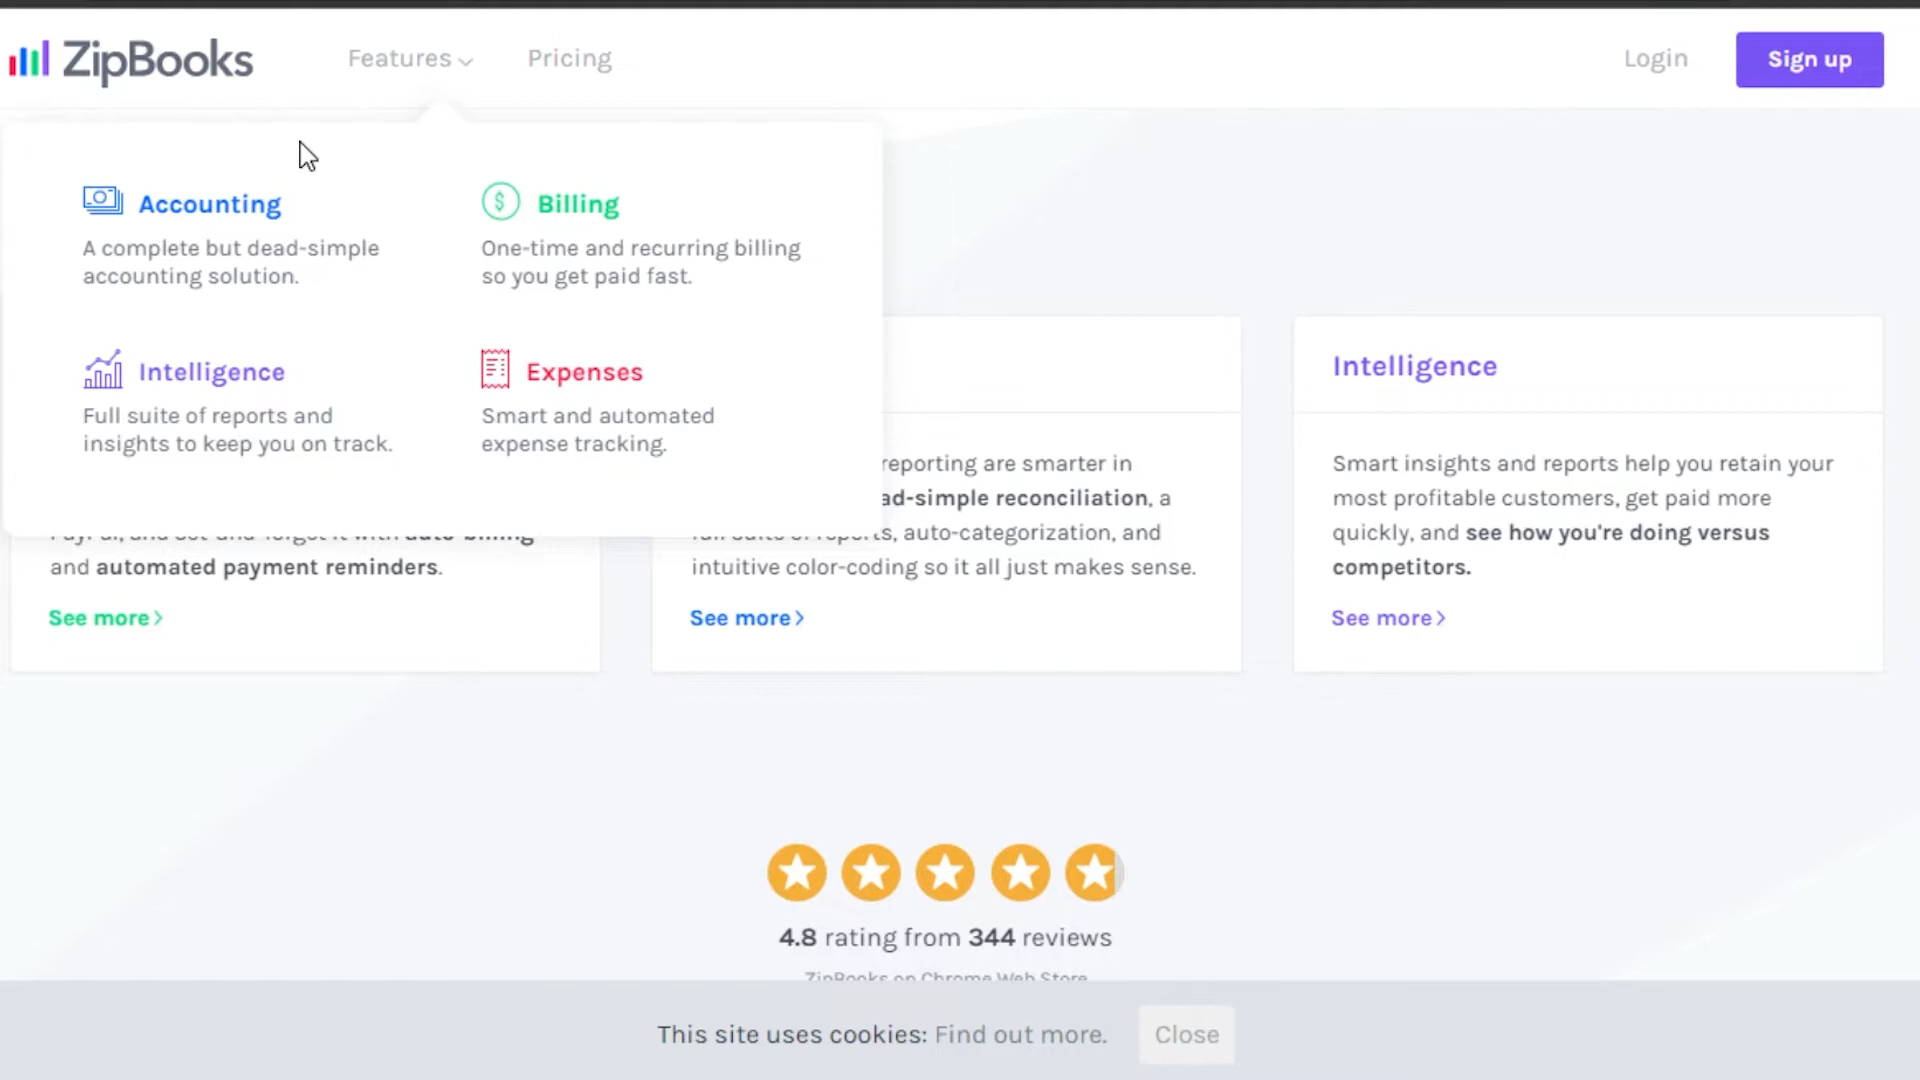 ZipBooks
Features
Pricing
Login
Sign up
Accounting
A complete but dead-simple
accounting solution.
Billing
One-time and recurring billing
so you get paid fast.
Intelligence
Full suite of reports and
insights to keep you on track.
Expenses
Smart and automated
expense tracking.
and automated payment reminders.
See more
reporting are smarter in
ad-simple reconciliation, a
auto-categorization, and
intuitive color-coding so it all just makes sense.
See more
Intelligence
Smart insights and reports help you retain your
most profitable customers, get paid more
quickly, and see how you're doing versus
competitors.
See more
4.8 rating from 344 reviews
ZipBooks on Chrome Web Store
This site uses cookies: Find out more.
Close